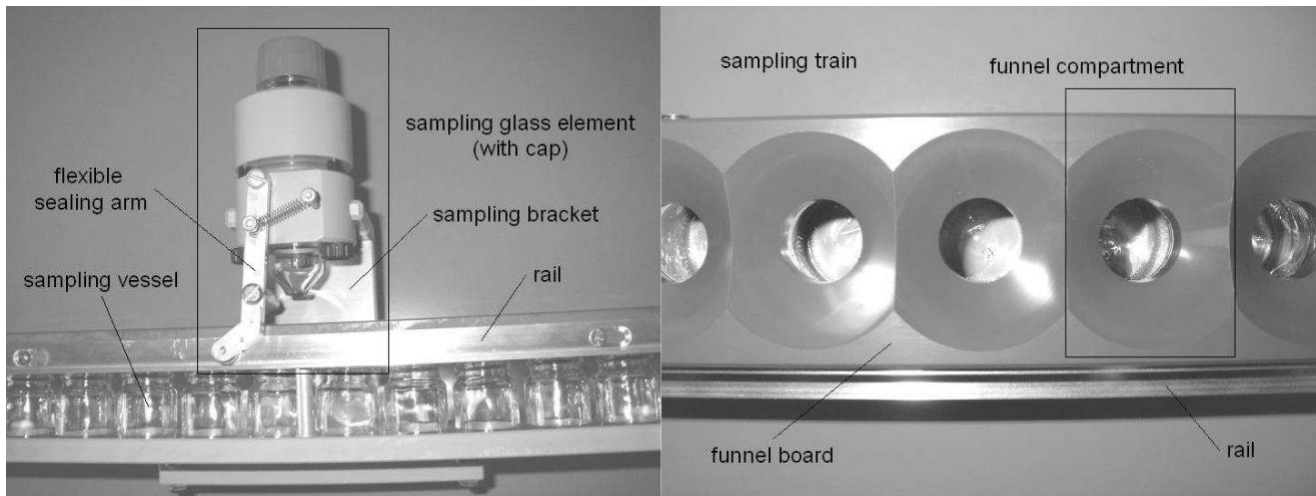 sampling glass element
(with cap)
flexible
sealing arm
sampling bracket
sampling vessel
rail
sampling train
funnel compartment
funnel board
rail